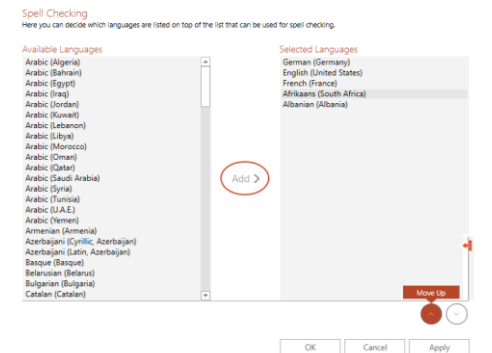 Spell Checking
Here you can decide which languages are listed on top of the list that can be used for spell checking.
Available Languages
Arabic (Algeria)
Arabic (Bahrain)
Arabic (Egypt)
Arabic (Iraq)
Arabic (Jordan)
Arabic (Kuwait)
Arabic (Lebanon)
Arabic (Libya)
Arabic (Morocco)
Arabic (Oman)
Arabic (Qatar)
Arabic (Saudi Arabia)
Arabic (Syria)
Arabic (Tunisia)
Arabic (U.A.E.)
Arabic (Yemen)
Armenian (Armenia)
Azerbaijani (Cyrillic, Azerbaijan)
Azerbaijani (Latin, Azerbaijan)
Basque (Basque)
Belarusian (Belarus)
Bulgarian (Bulgaria)
Catalan (Catalan)
Add
Selected Languages
German (Germany)
English (United States)
French (France)
Afrikaans (South Africa)
Albanian (Albania)
Move Up
OK
Cancel
Apply